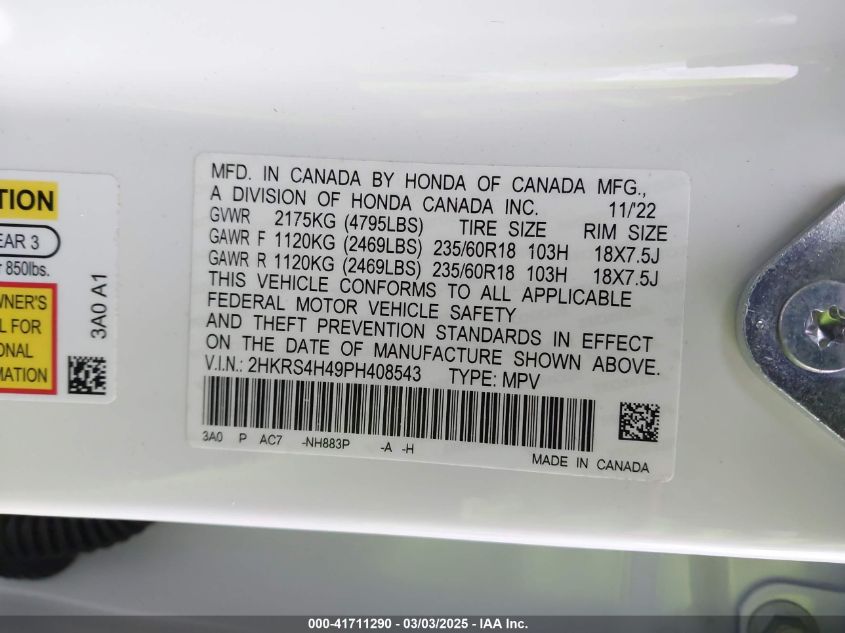 TION
EAR 3
r 850lbs.
WNER'S
L FOR
ONAL
MATION
3A0 A1
MFD. IN CANADA BY HONDA OF CANADA MFG.,
A DIVISION OF HONDA CANADA INC. 11/'22
GVWR 2175KG (4795LBS) TIRE SIZE RIM SIZE
GAWR F 1120KG (2469LBS) 235/60R18 103H 18X7.5J
GAWR R 1120KG (2469LBS) 235/60R18 103H 18X7.5J
THIS VEHICLE CONFORMS TO ALL APPLICABLE
FEDERAL MOTOR VEHICLE SAFETY
AND THEFT PREVENTION STANDARDS IN EFFECT
ON THE DATE OF MANUFACTURE SHOWN ABOVE.
V.I.N.: 2HKRS4H49PH408543 TYPE: MPV
3A0 P AC7 -NH883P -A -H
MADE IN CANADA
000-41711290 - 03/03/2025 - IAA Inc.